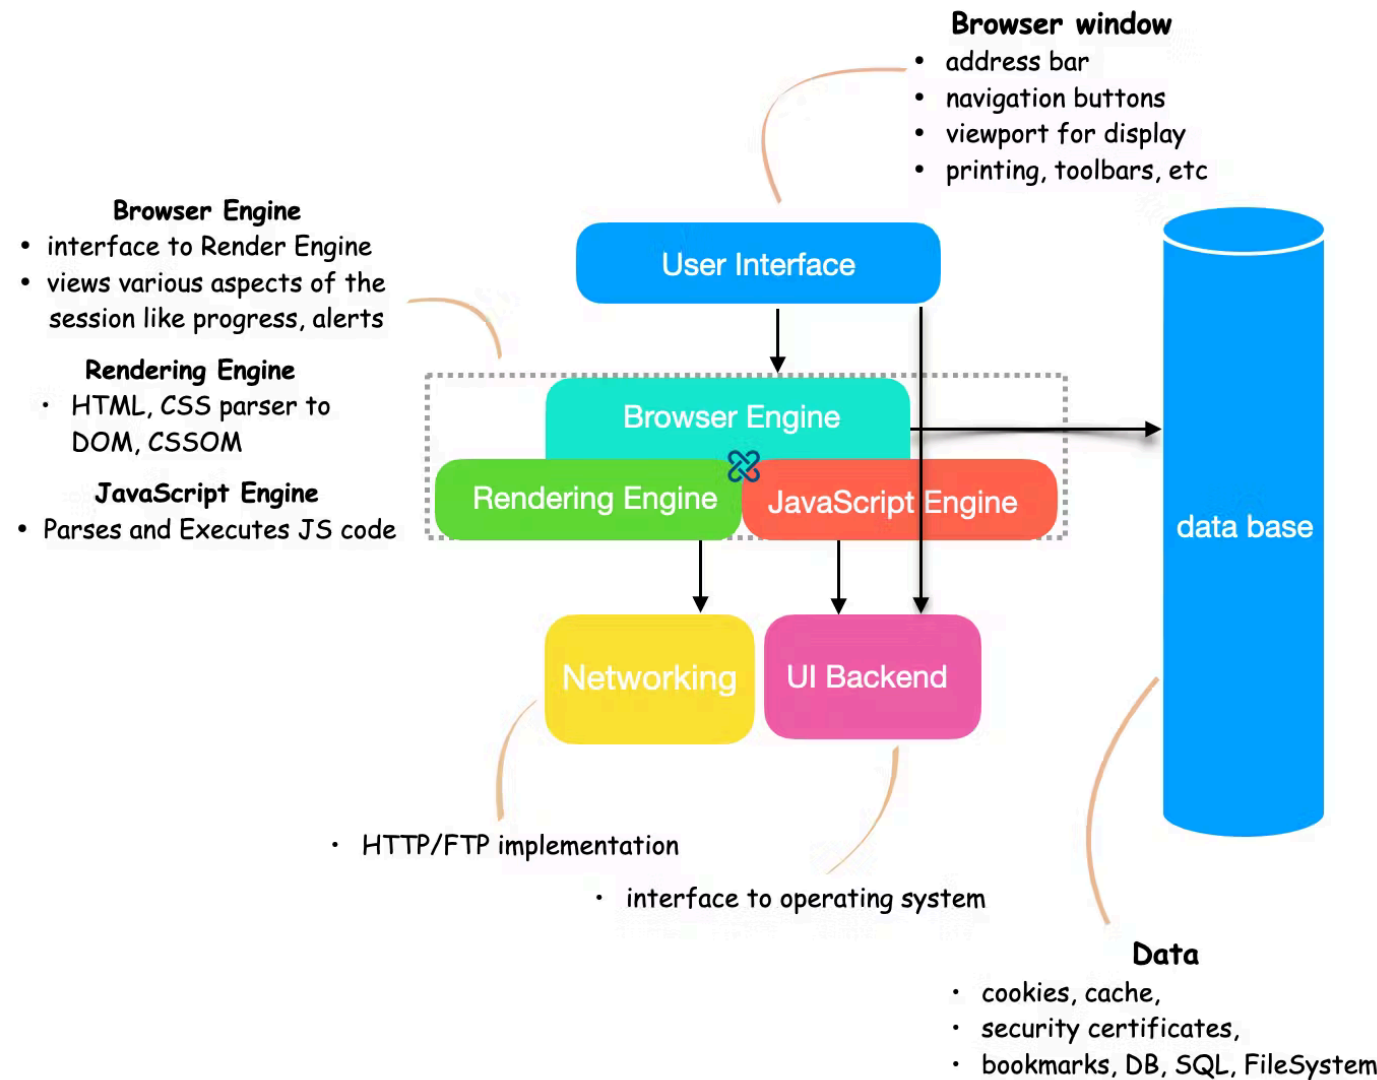 Browser window
• address bar
• navigation buttons
• viewport for display
• printing, toolbars, etc
Browser Engine
• interface to Render Engine
• views various aspects of the
session like progress, alerts
Rendering Engine
• HTML, CSS parser to
DOM, CSSOM
JavaScript Engine
• Parses and Executes JS code
User Interface
Browser Engine
Rendering Engine
JavaScript Engine
data base
Networking
UI Backend
• HTTP/FTP implementation
• interface to operating system
Data
• cookies, cache,
• security certificates,
• bookmarks, DB, SQL, FileSystem